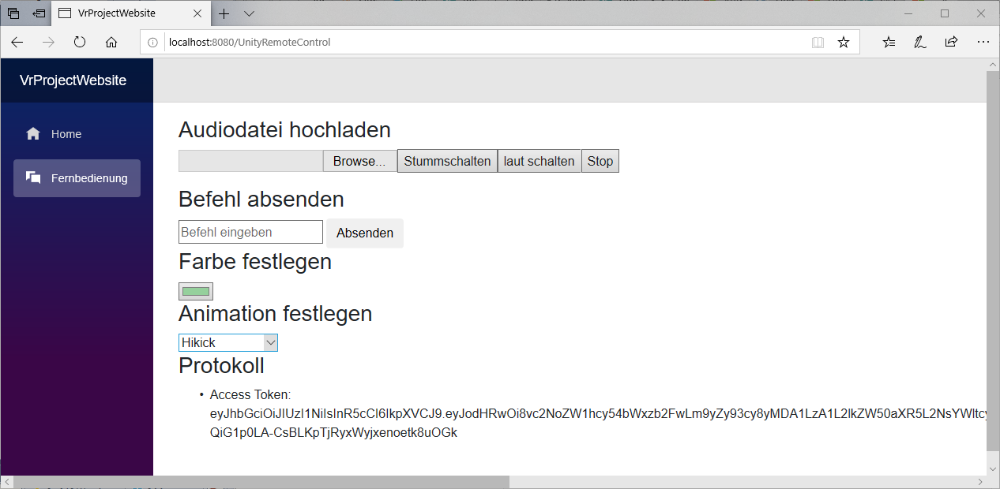 VrProjectWebsite
localhost:8080/UnityRemoteControl
VrProjectWebsite
Home
Fernbedienung
Audiodatei hochladen
Browse... Stummschalten laut schalten Stop
Befehl absenden
Befehl eingeben Absenden
Farbe festlegen
Animation festlegen
Hikick
Protokoll
• Access Token:
eyJhbGciOiJIUzI1NiIsInR5cCI6IkpXVCJ9.eyJodHRwOi8vc2NoZW1hcy54bWxzb2FwLm9yZy93cy8yMDA1LzA1L2lkZW50aXR5L2NsYWltcy
QiG1p0LA-CsBLKpTjRyxWyjxenoetk8uOGk